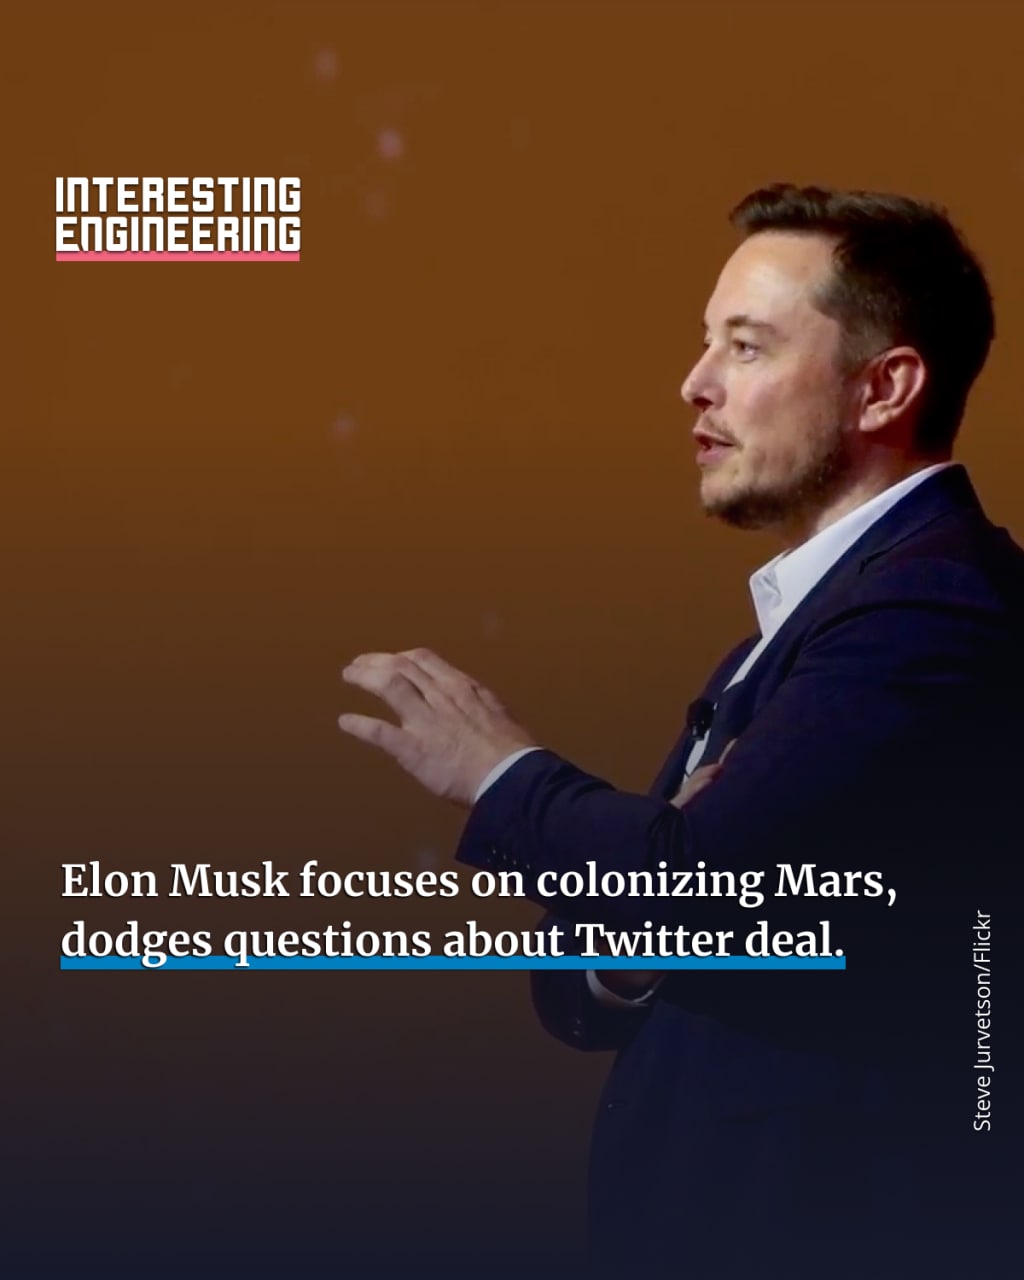 INTERESTING
ENGINEERING
Elon Musk focuses on colonizing Mars,
dodges questions about Twitter deal.
Steve Jurvetson/Flickr